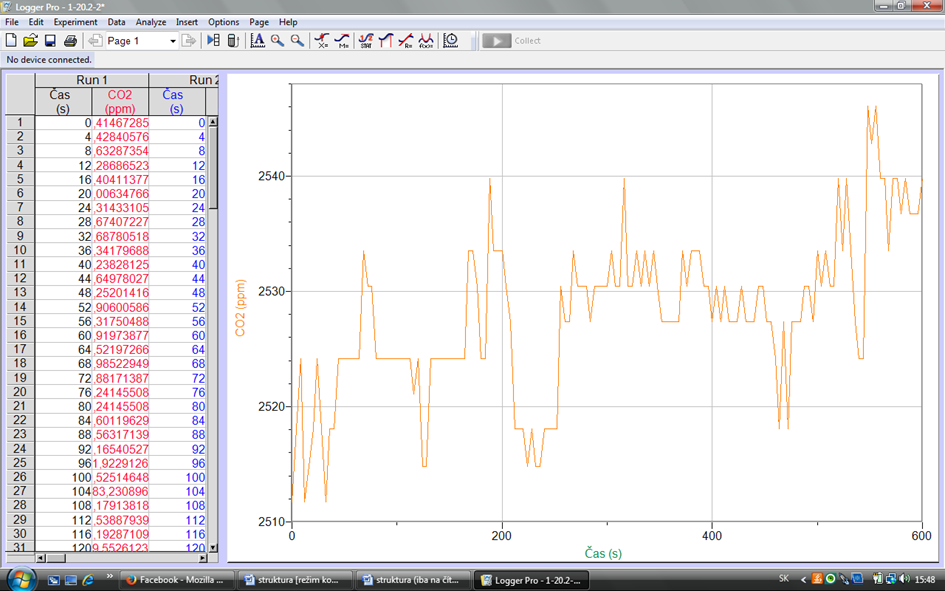 Logger Pro - 1-20.2-2*
File Edit Experiment Data Analyze Insert Options Page Help
Page 1
Collect
No device connected.
Run 1 Run 2
Čas CO2 Čas
(s) (ppm) (s)
1 0 ,41467285 0
2 4 ,42840576 4
3 8 ,63287354 8
4 12 ,28686523 12
5 16 ,40411377 16
6 20 ,00634766 20
7 24 ,31433105 24
8 28 ,67407227 28
9 32 ,68780518 32
10 36 ,34179688 36
11 40 ,23828125 40
12 44 ,64978027 44
13 48 ,25201416 48
14 52 ,90600586 52
15 56 ,31750488 56
16 60 ,91973877 60
17 64 ,52197266 64
18 68 ,98522949 68
19 72 ,88171387 72
20 76 ,24145508 76
21 80 ,24145508 80
22 84 ,60119629 84
23 88 ,56317139 88
24 92 ,16540527 92
25 96 1,9229126 96
26 100 ,52514648 100
27 104 83,230896 104
28 108 ,17913818 108
29 112 ,53887939 112
30 116 ,19287109 116
31 120 9,5526123 120
CO2 (ppm)
2540
2530
2520
2510
0 200 400 600
Čas (s)
Facebook - Mozilla ...
struktura [režim ko...
struktura (iba na čít...
Logger Pro - 1-20.2-...
SK
15:48